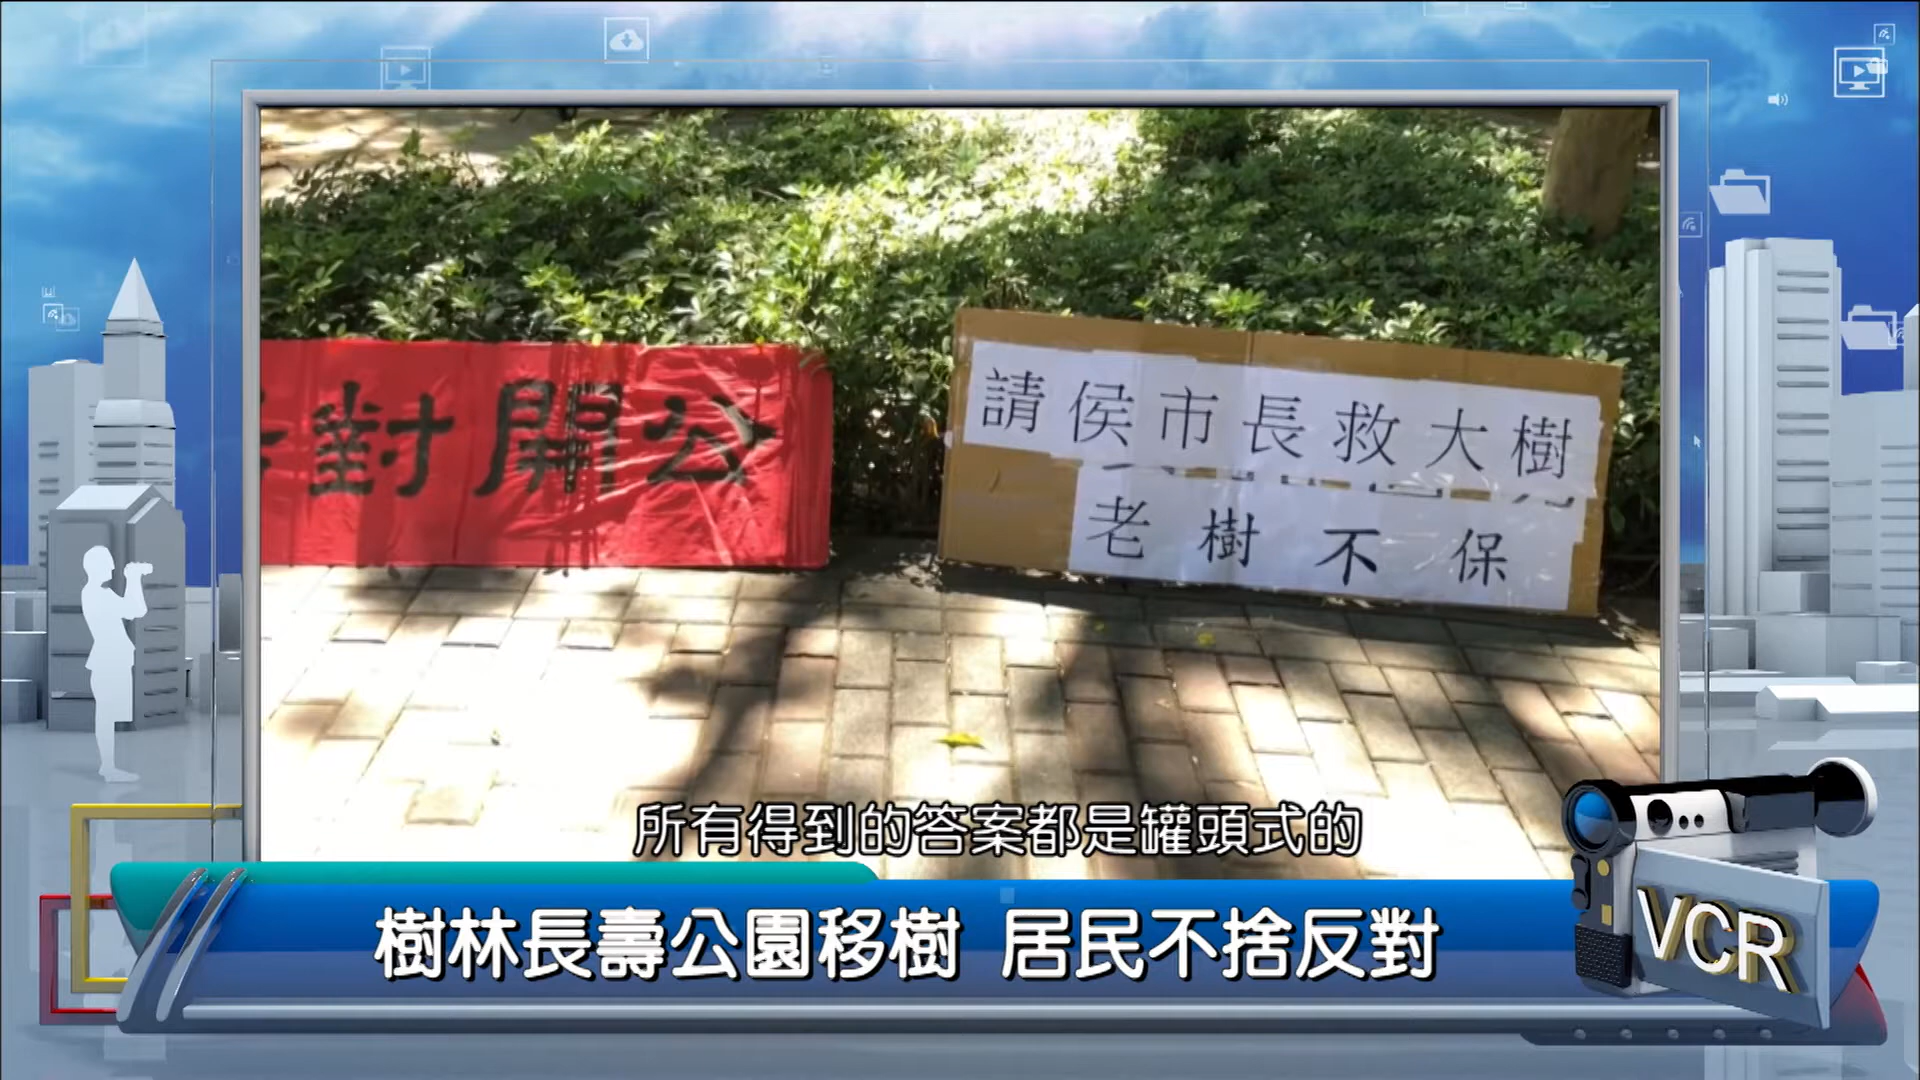 公開對
請侯市長救大樹
老樹不保
所有得到的答案都是罐頭式的
樹林長壽公園移樹 居民不捨反對
VCR